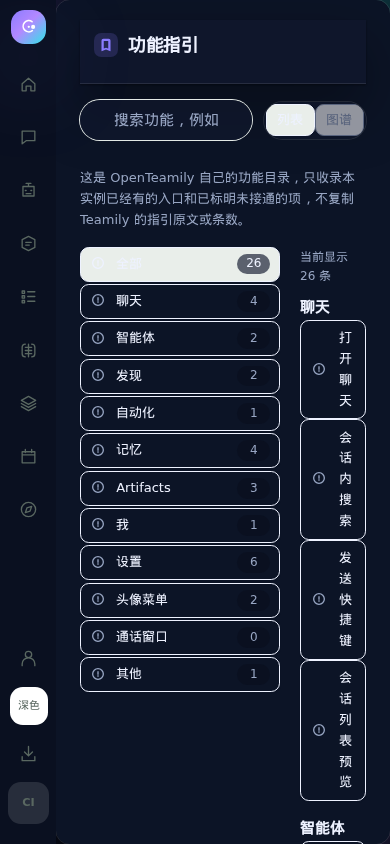 功能指引
搜索功能，例如
图谱
这是 OpenTeamily 自己的功能目录，只收录本
实例已经有的入口和已标明未接通的项，不复制
Teamily 的指引原文或条数。
全部 26
聊天 4
智能体 2
发现 2
自动化 1
记忆 4
Artifacts 3
我 1
设置 6
头像菜单 2
通话窗口 0
其他 1
当前显示
26 条
聊天
打
开
聊
天
会
话
内
搜
索
发
送
快
捷
键
会
话
列
表
预
览
智能体
深色
CI